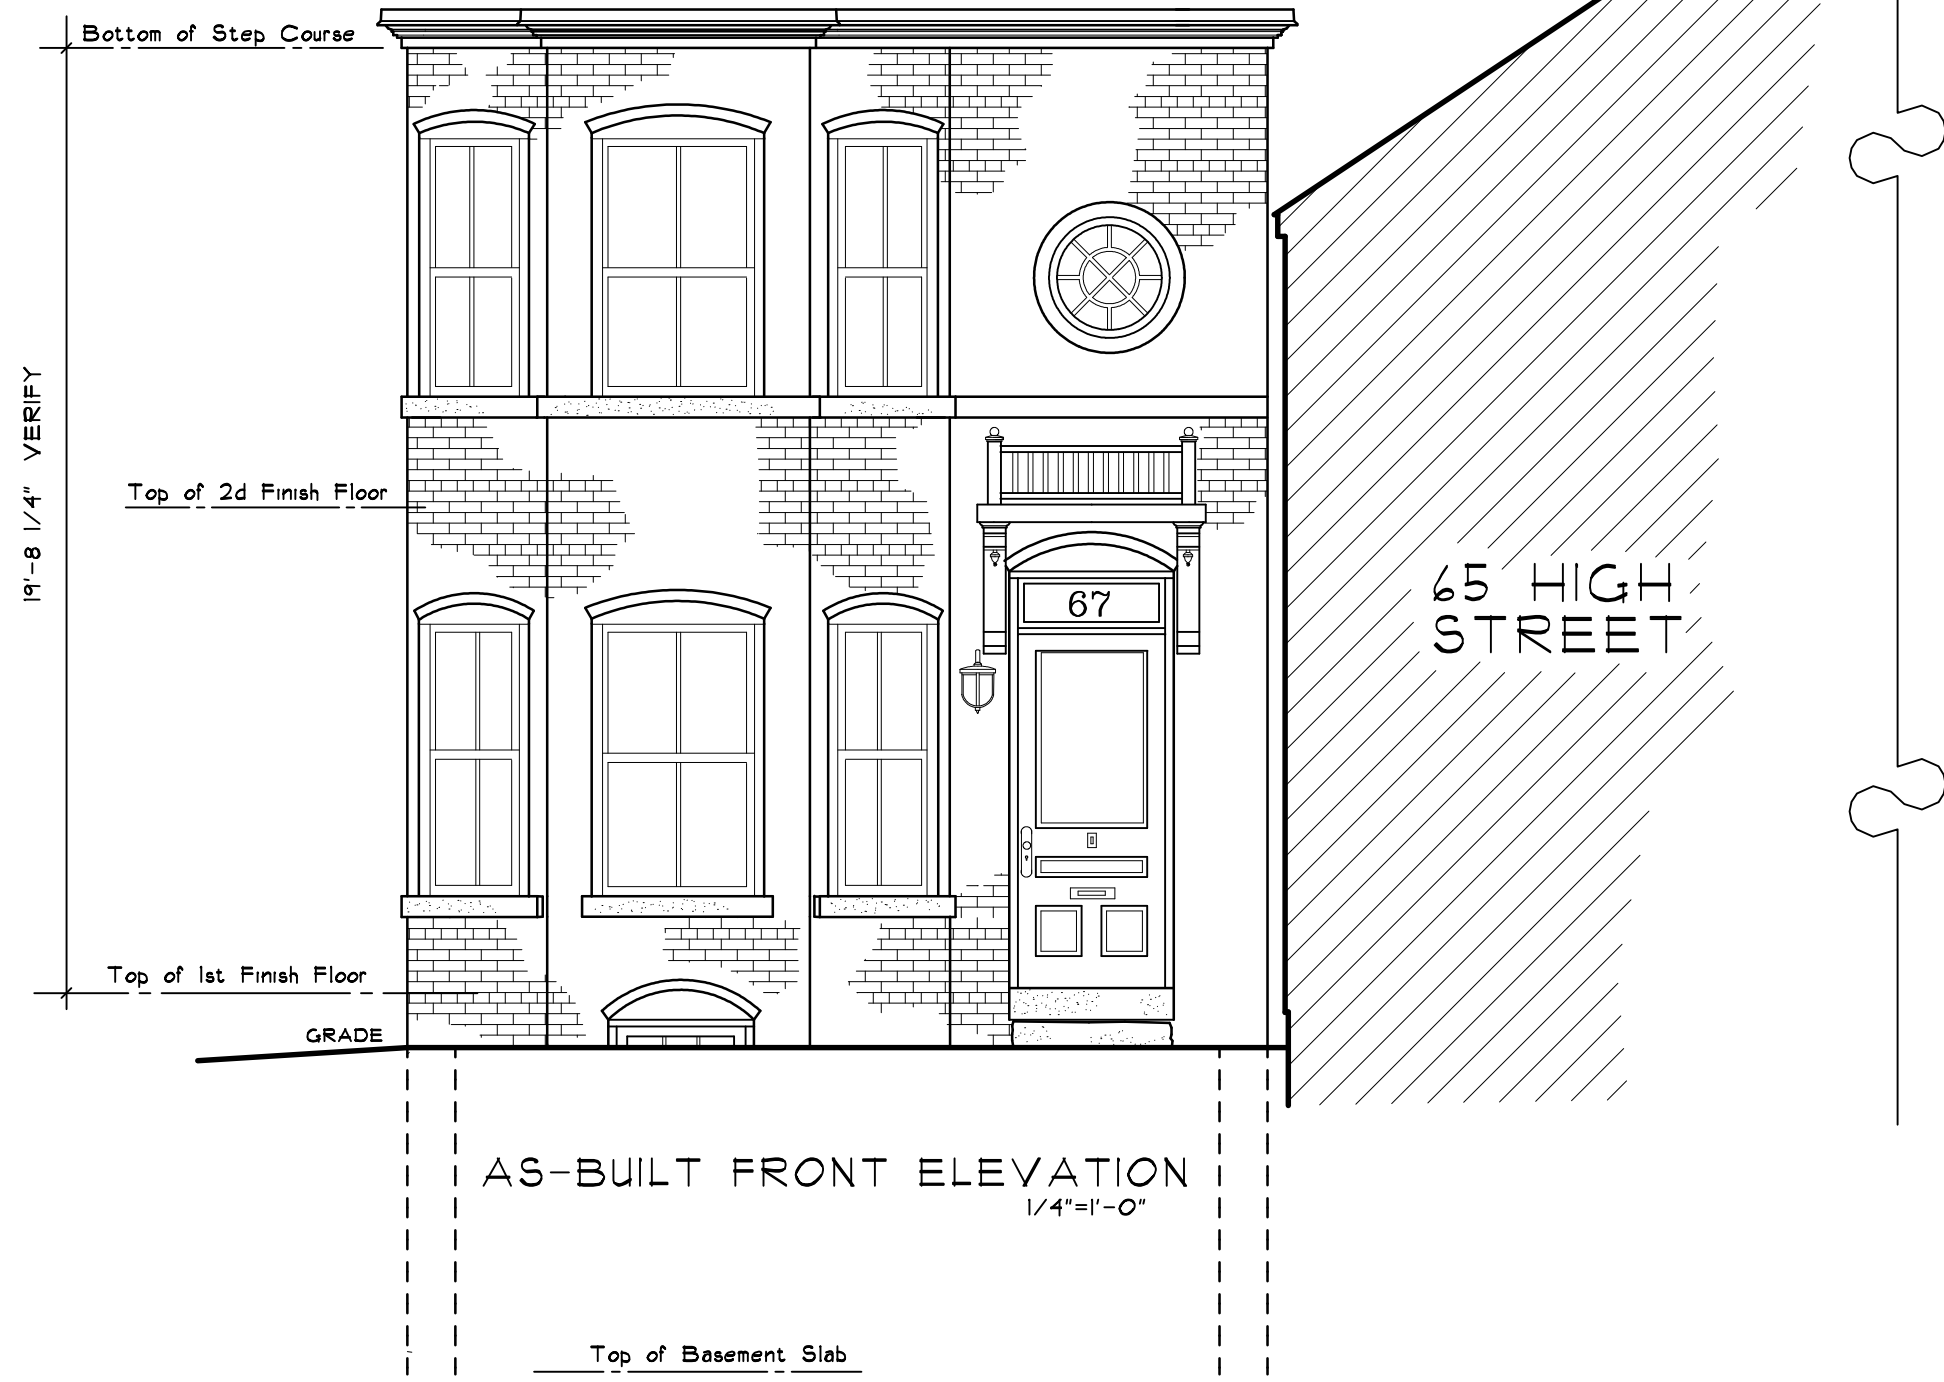 Bottom of Step Course
19'-8 1/4" VERIFY
Top of 2d Finish Floor
67
65 HIGH
STREET
Top of 1st Finish Floor
GRADE
AS-BUILT FRONT ELEVATION
1/4"=1'-0"
Top of Basement Slab